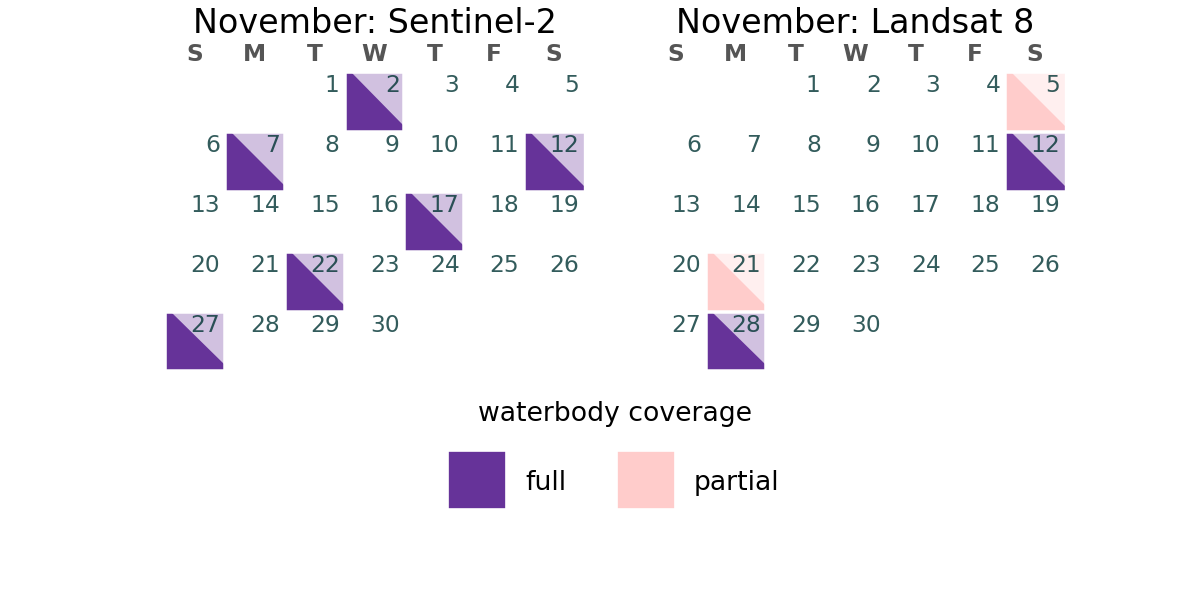 November: Sentinel-2
S M T W T F S
1 2 3 4 5
6 7 8 9 10 11 12
13 14 15 16 17 18 19
20 21 22 23 24 25 26
27 28 29 30
November: Landsat 8
S M T W T F S
1 2 3 4 5
6 7 8 9 10 11 12
13 14 15 16 17 18 19
20 21 22 23 24 25 26
27 28 29 30
waterbody coverage
full
partial